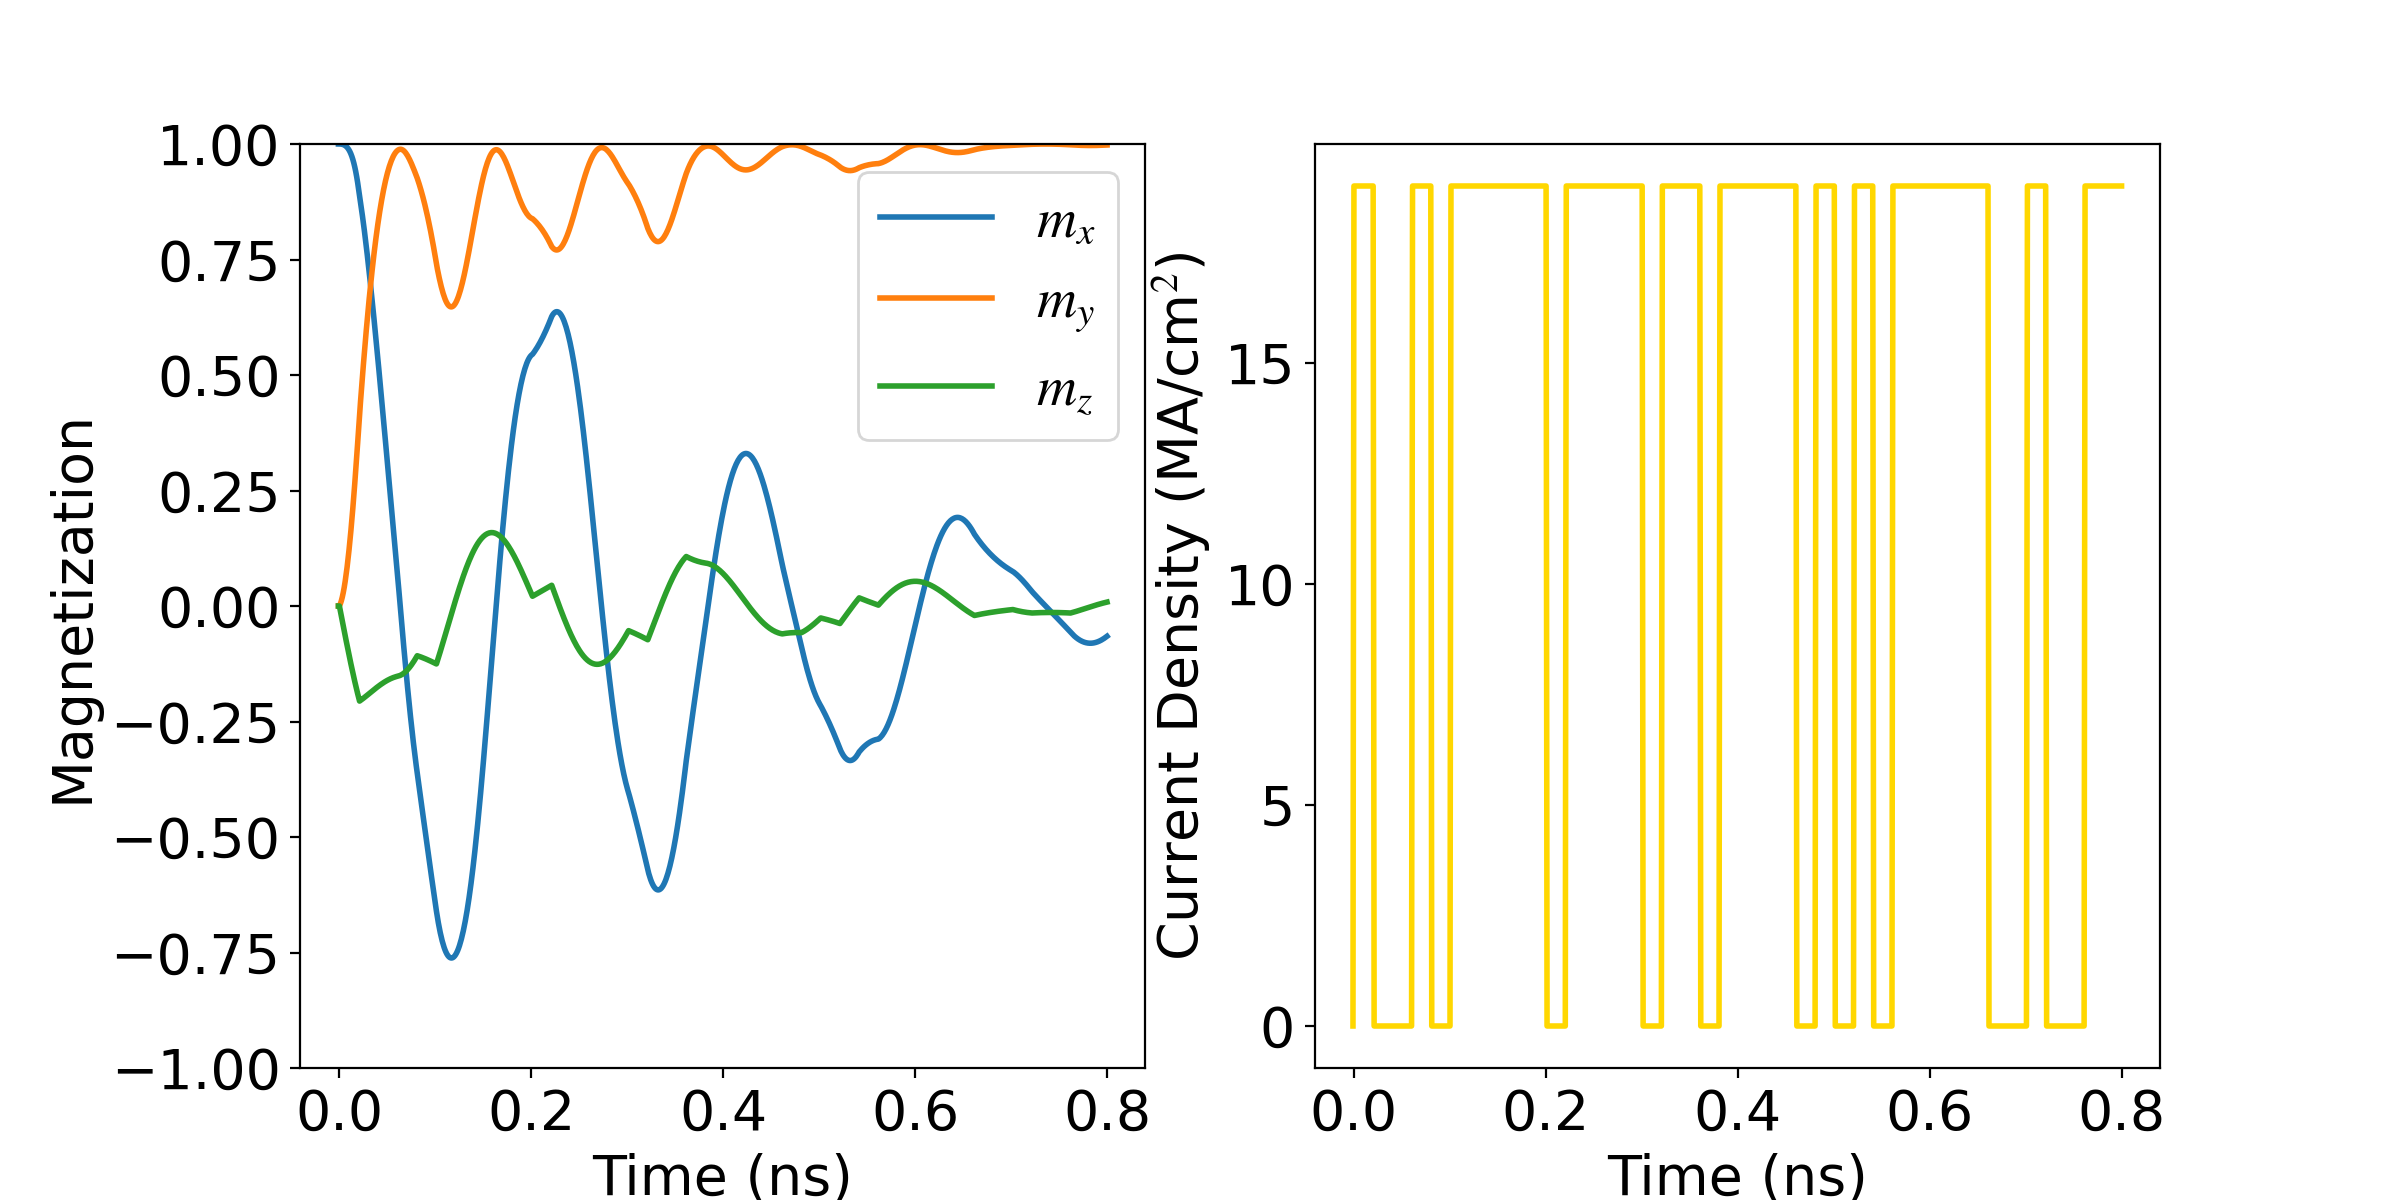 Magnetization
1.00
0.75
0.50
0.25
0.00
−0.25
−0.50
−0.75
−1.00
0.0 0.2 0.4 0.6 0.8
Time (ns)
m_x
m_y
m_z
Current Density (MA/cm²)
15
10
5
0
0.0 0.2 0.4 0.6 0.8
Time (ns)